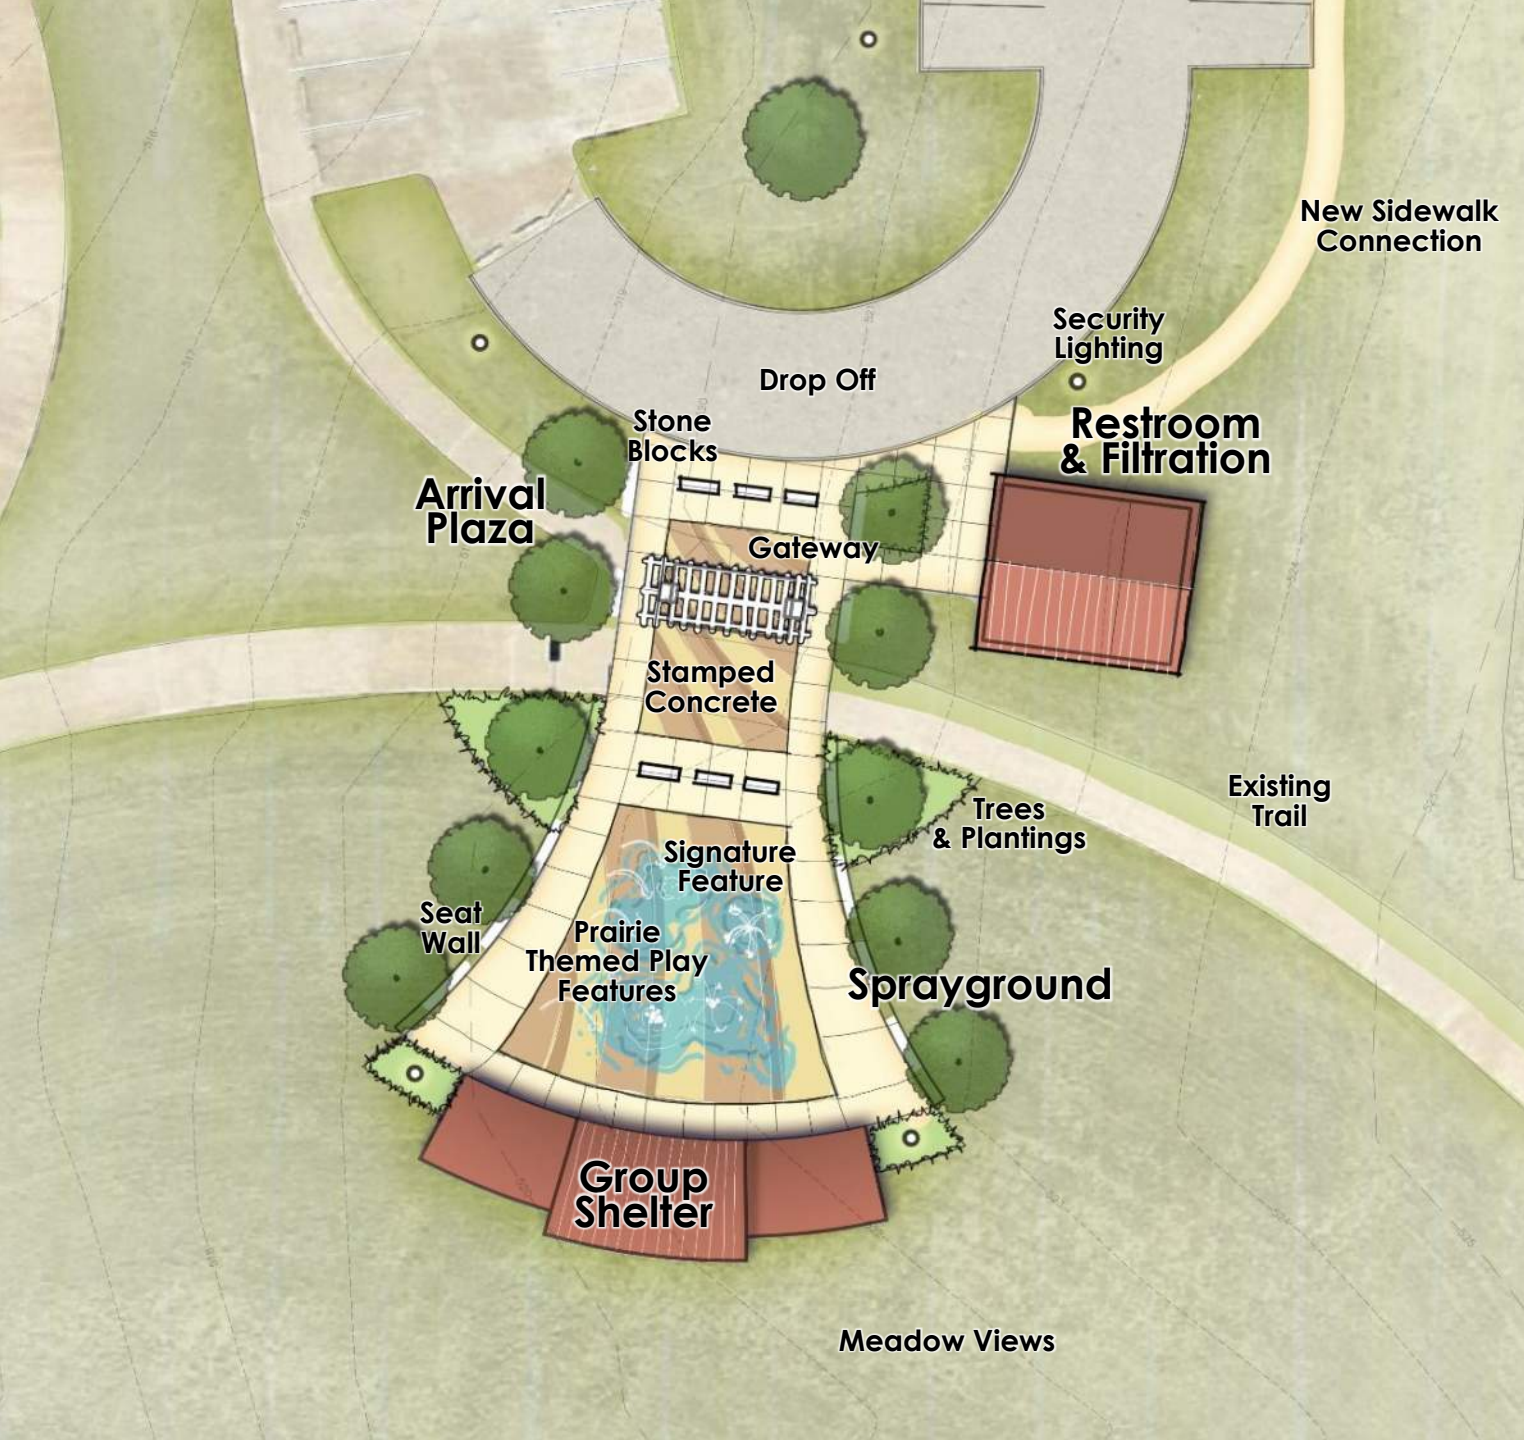 New Sidewalk
Connection
Security
Lighting
Drop Off
Stone
Blocks
Restroom
& Filtration
Arrival
Plaza
Gateway
Stamped
Concrete
Existing
Trail
Trees
& Plantings
Signature
Feature
Seat
Wall
Prairie
Themed Play
Features
Sprayground
Group
Shelter
Meadow Views